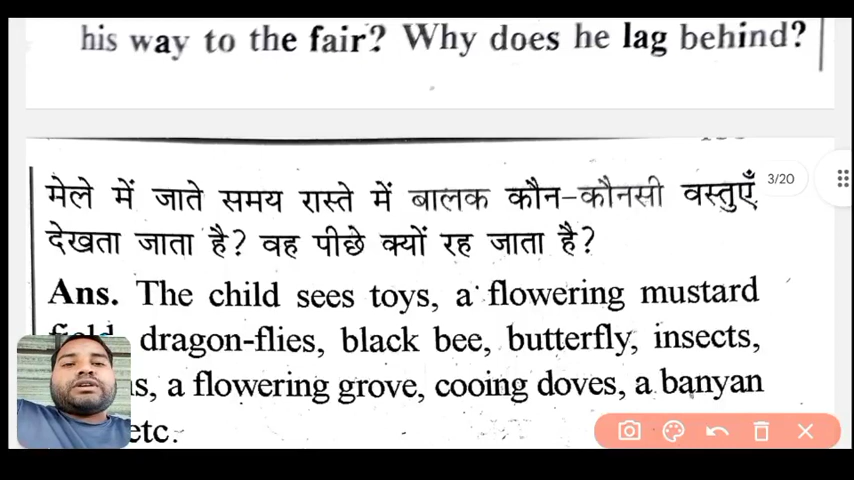 his way to the fair? Why does he lag behind?
मेले में जाते समय रास्ते में बालक कौन-कौनसी वस्तुएँ
3/20
देखता जाता है? वह पीछे क्यों रह जाता है?
Ans. The child sees toys, a flowering mustard
dragon-flies, black bee, butterfly, insects,
a flowering grove, cooing doves, a banyan
etc.